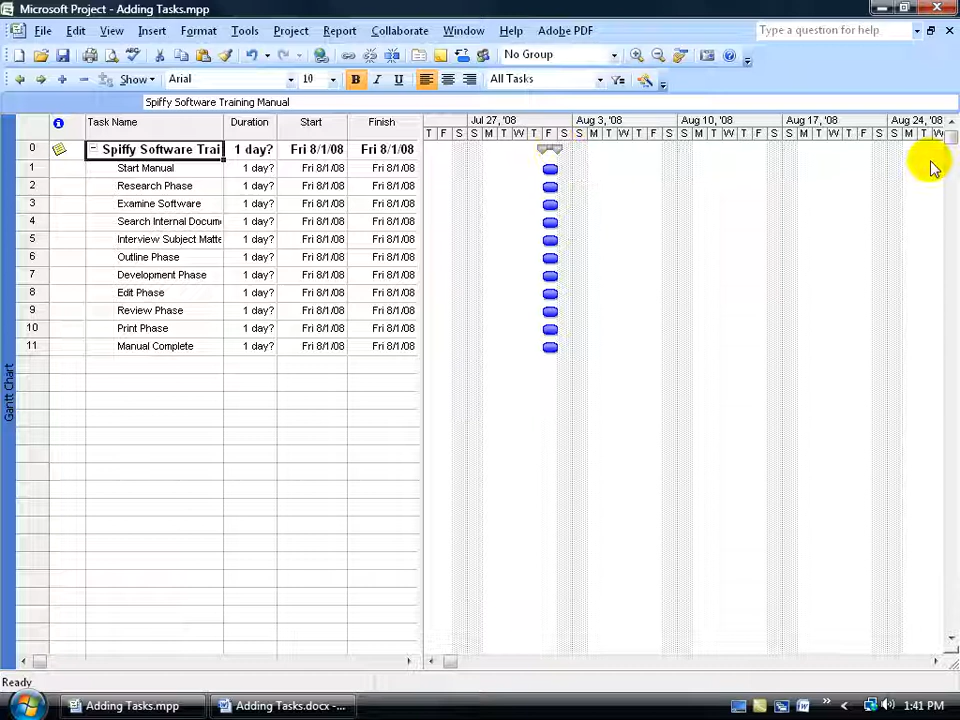 Microsoft Project - Adding Tasks.mpp
File Edit View Insert Format Tools Project Report Collaborate Window Help Adobe PDF Type a question for help
No Group
Show Arial 10 B I U All Tasks
Spiffy Software Training Manual
Task Name Duration Start Finish Jul 27, '08 Aug 3, '08 Aug 10, '08 Aug 17, '08 Aug 24, '08
T F S S M T W T F S S M T W T F S S M T W T F S S M T W T F S S M T W
0 Spiffy Software Trai 1 day? Fri 8/1/08 Fri 8/1/08
1 Start Manual 1 day? Fri 8/1/08 Fri 8/1/08
2 Research Phase 1 day? Fri 8/1/08 Fri 8/1/08
3 Examine Software 1 day? Fri 8/1/08 Fri 8/1/08
4 Search Internal Docum 1 day? Fri 8/1/08 Fri 8/1/08
5 Interview Subject Matte 1 day? Fri 8/1/08 Fri 8/1/08
6 Outline Phase 1 day? Fri 8/1/08 Fri 8/1/08
7 Development Phase 1 day? Fri 8/1/08 Fri 8/1/08
8 Edit Phase 1 day? Fri 8/1/08 Fri 8/1/08
9 Review Phase 1 day? Fri 8/1/08 Fri 8/1/08
10 Print Phase 1 day? Fri 8/1/08 Fri 8/1/08
11 Manual Complete 1 day? Fri 8/1/08 Fri 8/1/08
Gantt Chart
Ready
Adding Tasks.mpp Adding Tasks.docx - ... 1:41 PM